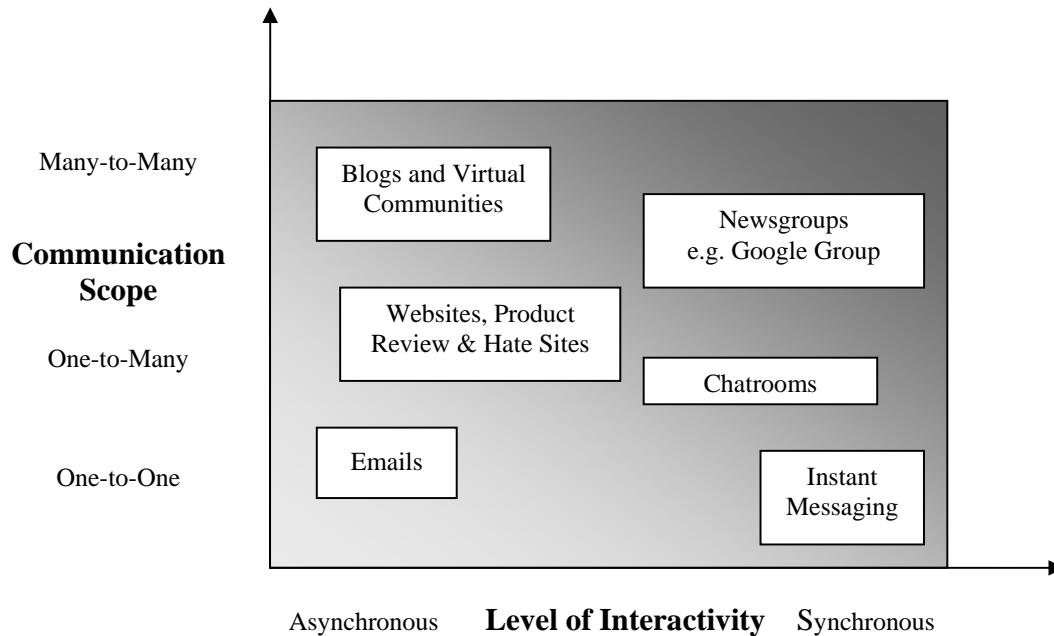 Many-to-Many
Blogs and Virtual
Communities
Newsgroups
e.g. Google Group
Communication
Scope
Websites, Product
Review & Hate Sites
One-to-Many
Chatrooms
Emails
One-to-One
Instant
Messaging
Asynchronous Level of Interactivity Synchronous